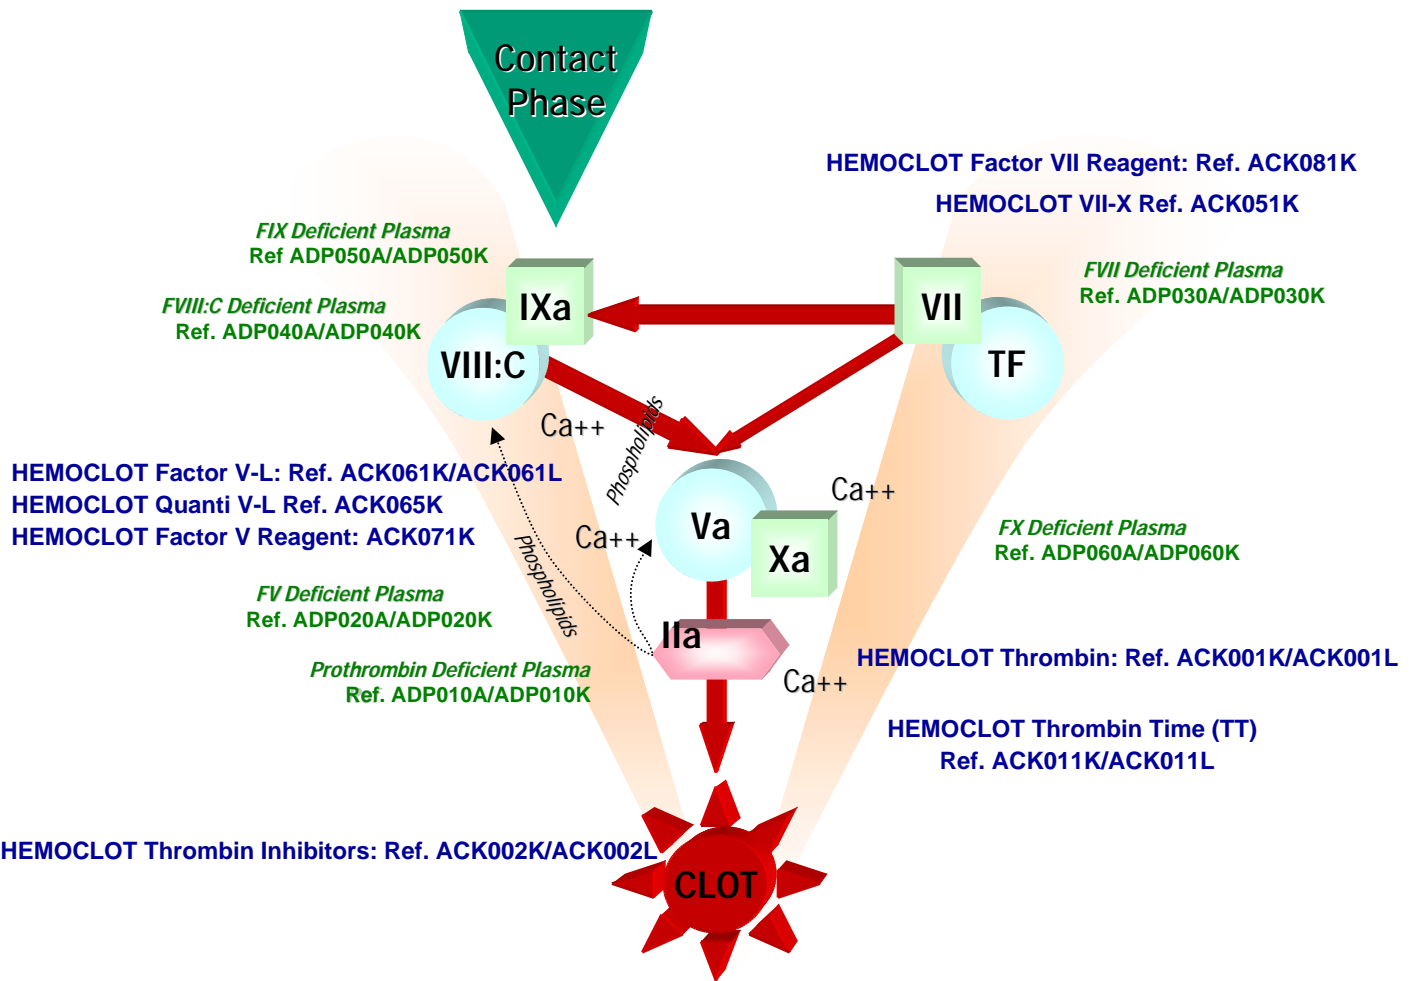 Contact
Phase
HEMOCLOT Factor VII Reagent: Ref. ACK081K
HEMOCLOT VII-X Ref. ACK051K
FIX Deficient Plasma
Ref ADP050A/ADP050K
FVIII:C Deficient Plasma
Ref. ADP040A/ADP040K
IXa
VIII:C
VII
TF
FVII Deficient Plasma
Ref. ADP030A/ADP030K
Ca++
Phospholipids
HEMOCLOT Factor V-L: Ref. ACK061K/ACK061L
HEMOCLOT Quanti V-L Ref. ACK065K
HEMOCLOT Factor V Reagent: ACK071K
Ca++
Va
Xa
Ca++
Phospholipids
FX Deficient Plasma
Ref. ADP060A/ADP060K
FV Deficient Plasma
Ref. ADP020A/ADP020K
IIa
Ca++
Prothrombin Deficient Plasma
Ref. ADP010A/ADP010K
HEMOCLOT Thrombin: Ref. ACK001K/ACK001L
HEMOCLOT Thrombin Time (TT)
Ref. ACK011K/ACK011L
HEMOCLOT Thrombin Inhibitors: Ref. ACK002K/ACK002L
CLOT